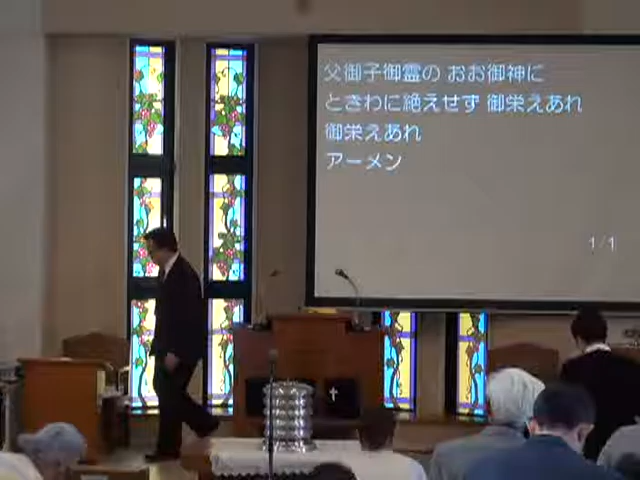 父御子御霊の おお御神に
ときわに絶えせず 御栄えあれ
御栄えあれ
アーメン
1/1